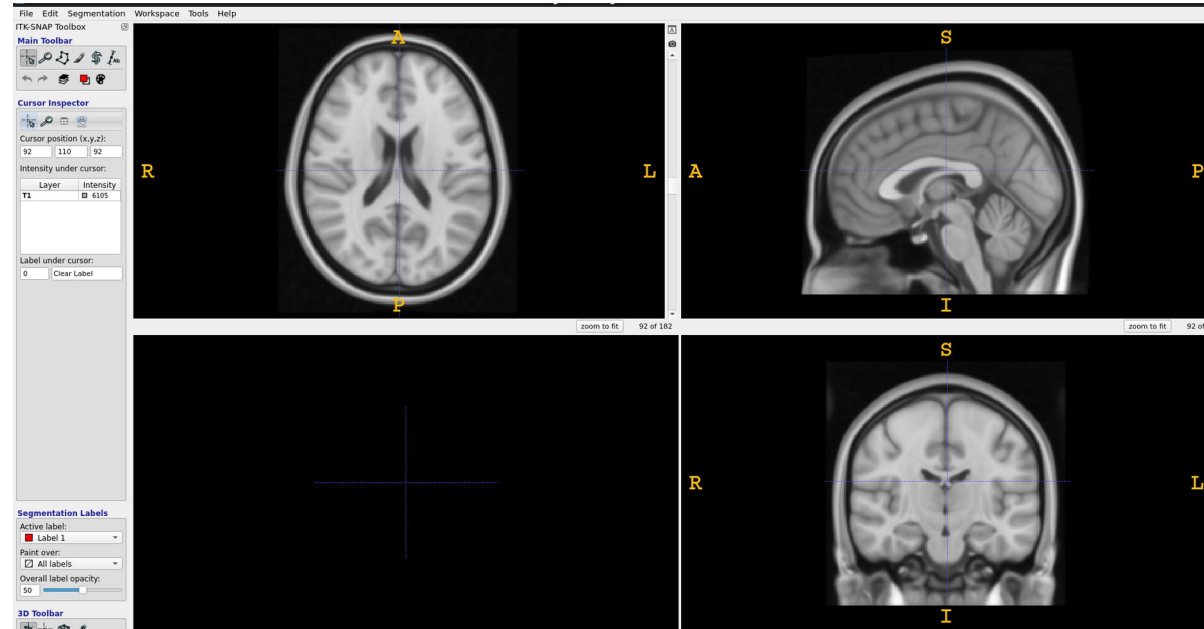 File Edit Segmentation Workspace Tools Help
ITK-SNAP Toolbox
Main Toolbar
Cursor Inspector
Cursor position (x,y,z):
92 110 92
Intensity under cursor:
Layer Intensity
T1 6105
Label under cursor:
0 Clear Label
Segmentation Labels
Active label:
Label 1
Paint over:
All labels
Overall label opacity:
50
3D Toolbar
A
R L
P
zoom to fit 92 of 182
S
A P
I
zoom to fit 92 of
S
R L
I